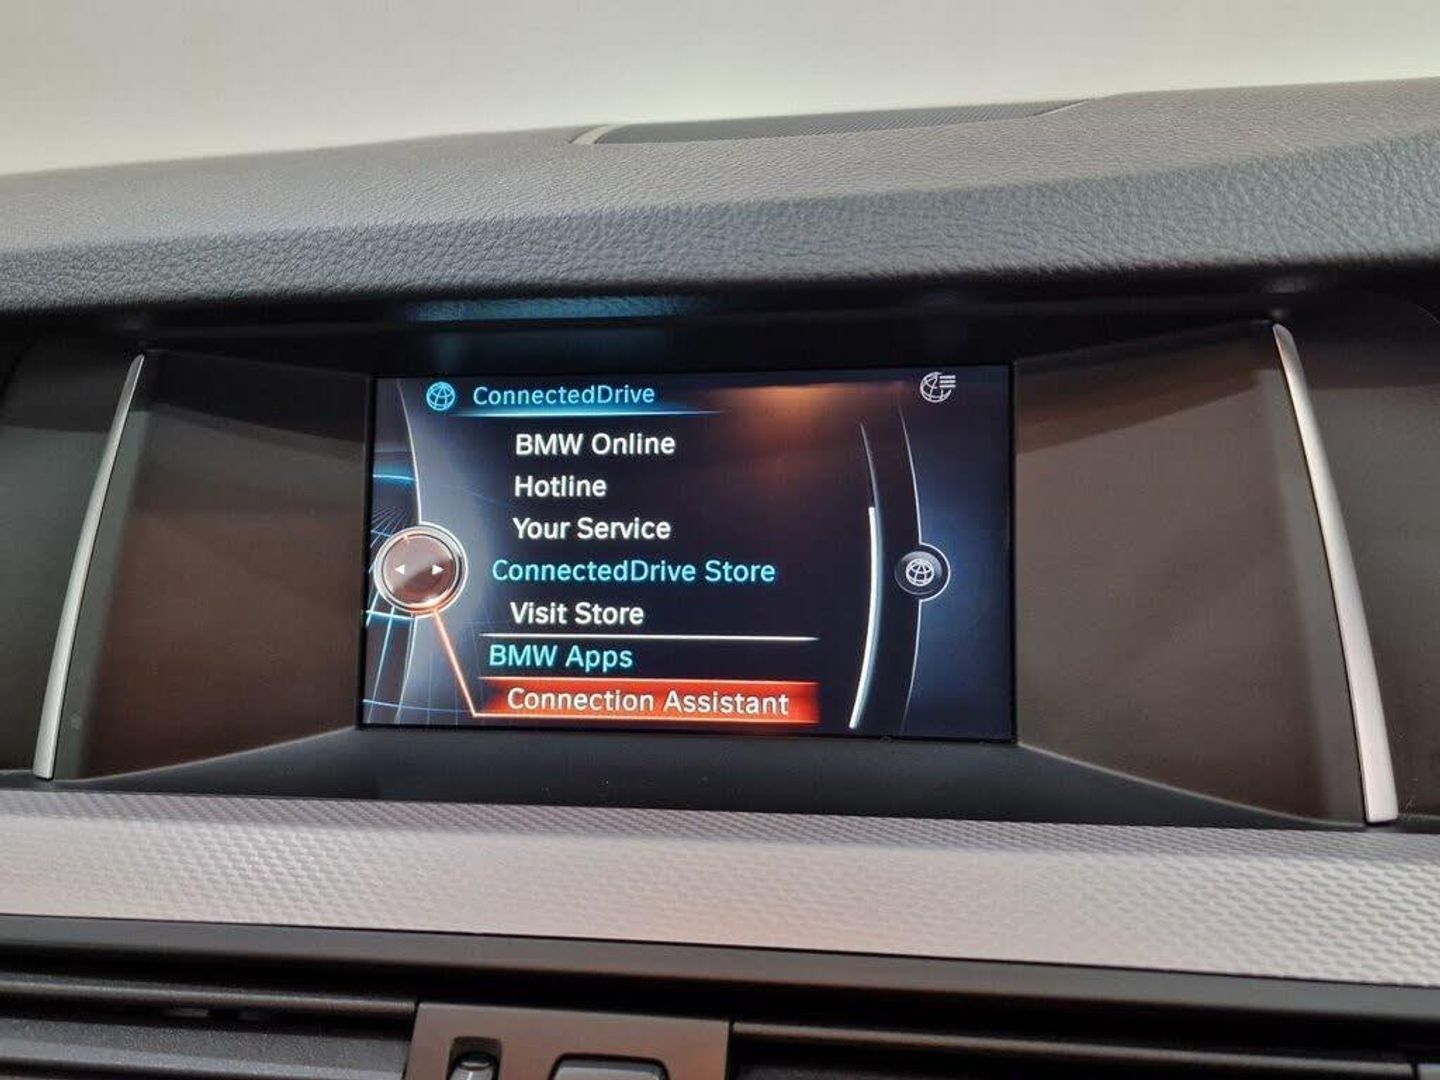 ConnectedDrive
BMW Online
Hotline
Your Service
ConnectedDrive Store
Visit Store
BMW Apps
Connection Assistant